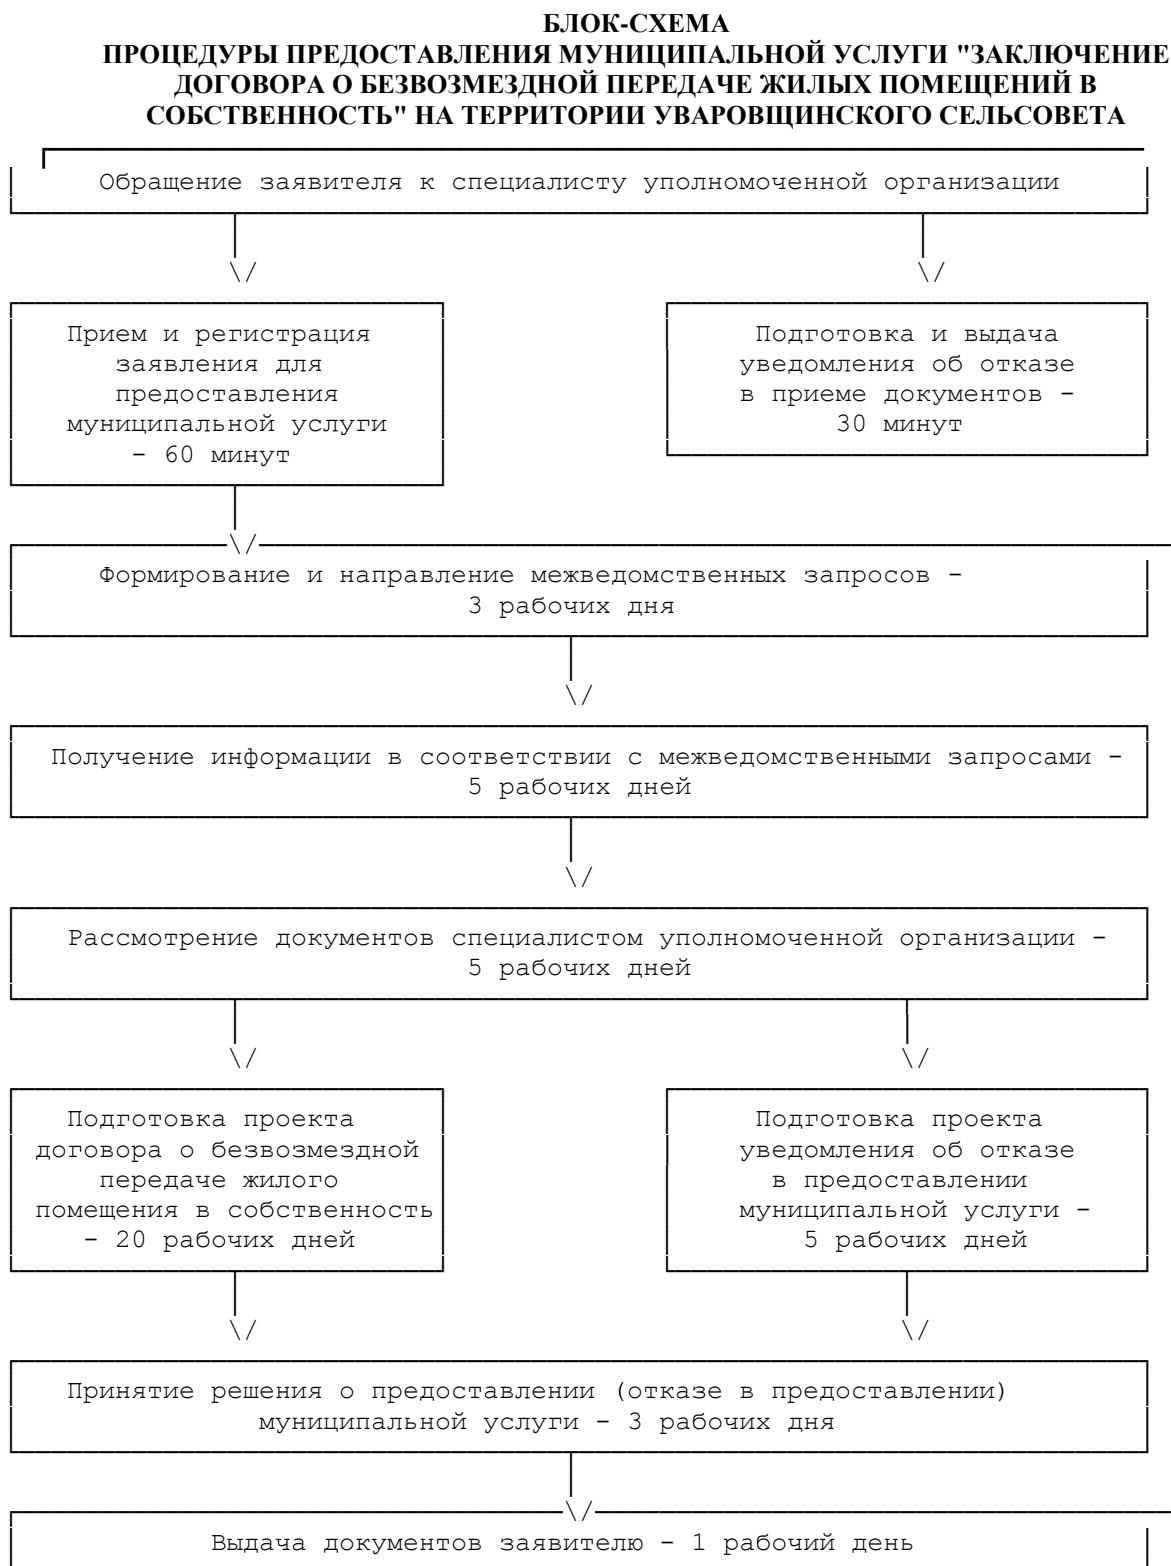 БЛОК-СХЕМА
ПРОЦЕДУРЫ ПРЕДОСТАВЛЕНИЯ МУНИЦИПАЛЬНОЙ УСЛУГИ "ЗАКЛЮЧЕНИЕ
ДОГОВОРА О БЕЗВОЗМЕЗДНОЙ ПЕРЕДАЧЕ ЖИЛЫХ ПОМЕЩЕНИЙ В
СОБСТВЕННОСТЬ" НА ТЕРРИТОРИИ УВАРОВЩИНСКОГО СЕЛЬСОВЕТА
Обращение заявителя к специалисту уполномоченной организации
Прием и регистрация
заявления для
предоставления
муниципальной услуги
- 60 минут
Подготовка и выдача
уведомления об отказе
в приеме документов -
30 минут
Формирование и направление межведомственных запросов -
3 рабочих дня
Получение информации в соответствии с межведомственными запросами -
5 рабочих дней
Рассмотрение документов специалистом уполномоченной организации -
5 рабочих дней
Подготовка проекта
договора о безвозмездной
передаче жилого
помещения в собственность
- 20 рабочих дней
Подготовка проекта
уведомления об отказе
в предоставлении
муниципальной услуги -
5 рабочих дней
Принятие решения о предоставлении (отказе в предоставлении)
муниципальной услуги - 3 рабочих дня
Выдача документов заявителю - 1 рабочий день